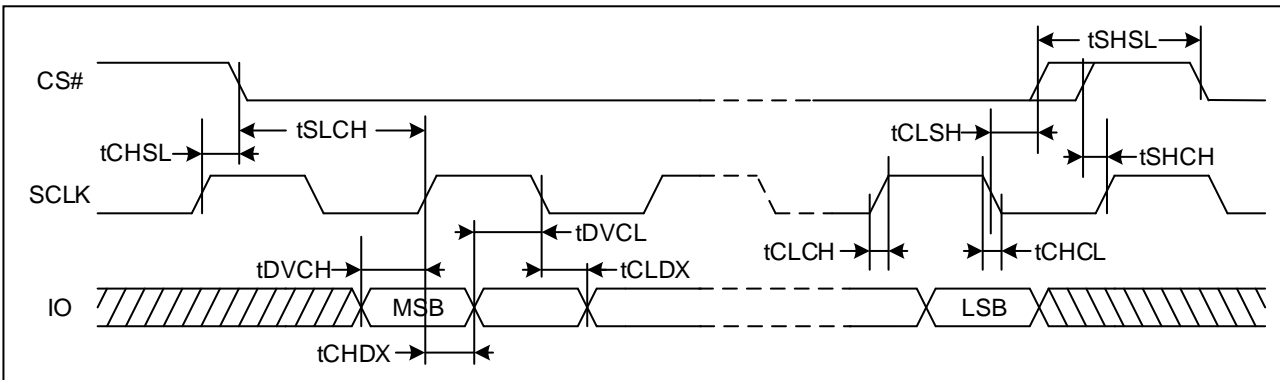 tSHSL
CS#
tSLCH
tCLSH
tCHSL
tSHCH
SCLK
tDVCL
tCLCH
tCHCL
tDVCH
tCLDX
IO
MSB
LSB
tCHDX